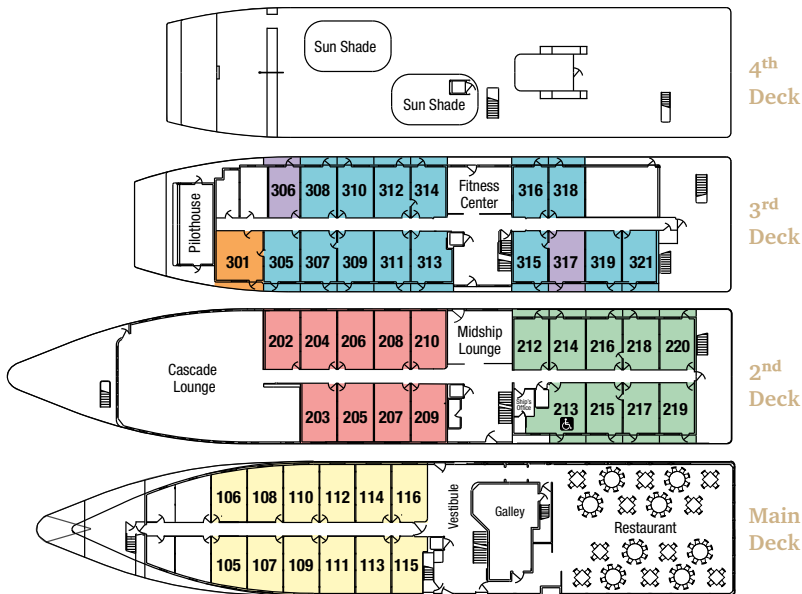 Sun Shade
Sun Shade
4th
Deck
Pilothouse
306
308
310
312
314
Fitness
Center
316
318
301
305
307
309
311
313
315
317
319
321
3rd
Deck
Cascade
Lounge
202
204
206
208
210
Midship
Lounge
212
214
216
218
220
203
205
207
209
Ship's
Office
213
215
217
219
2nd
Deck
106
108
110
112
114
116
Vestibule
Galley
Restaurant
105
107
109
111
113
115
Main
Deck